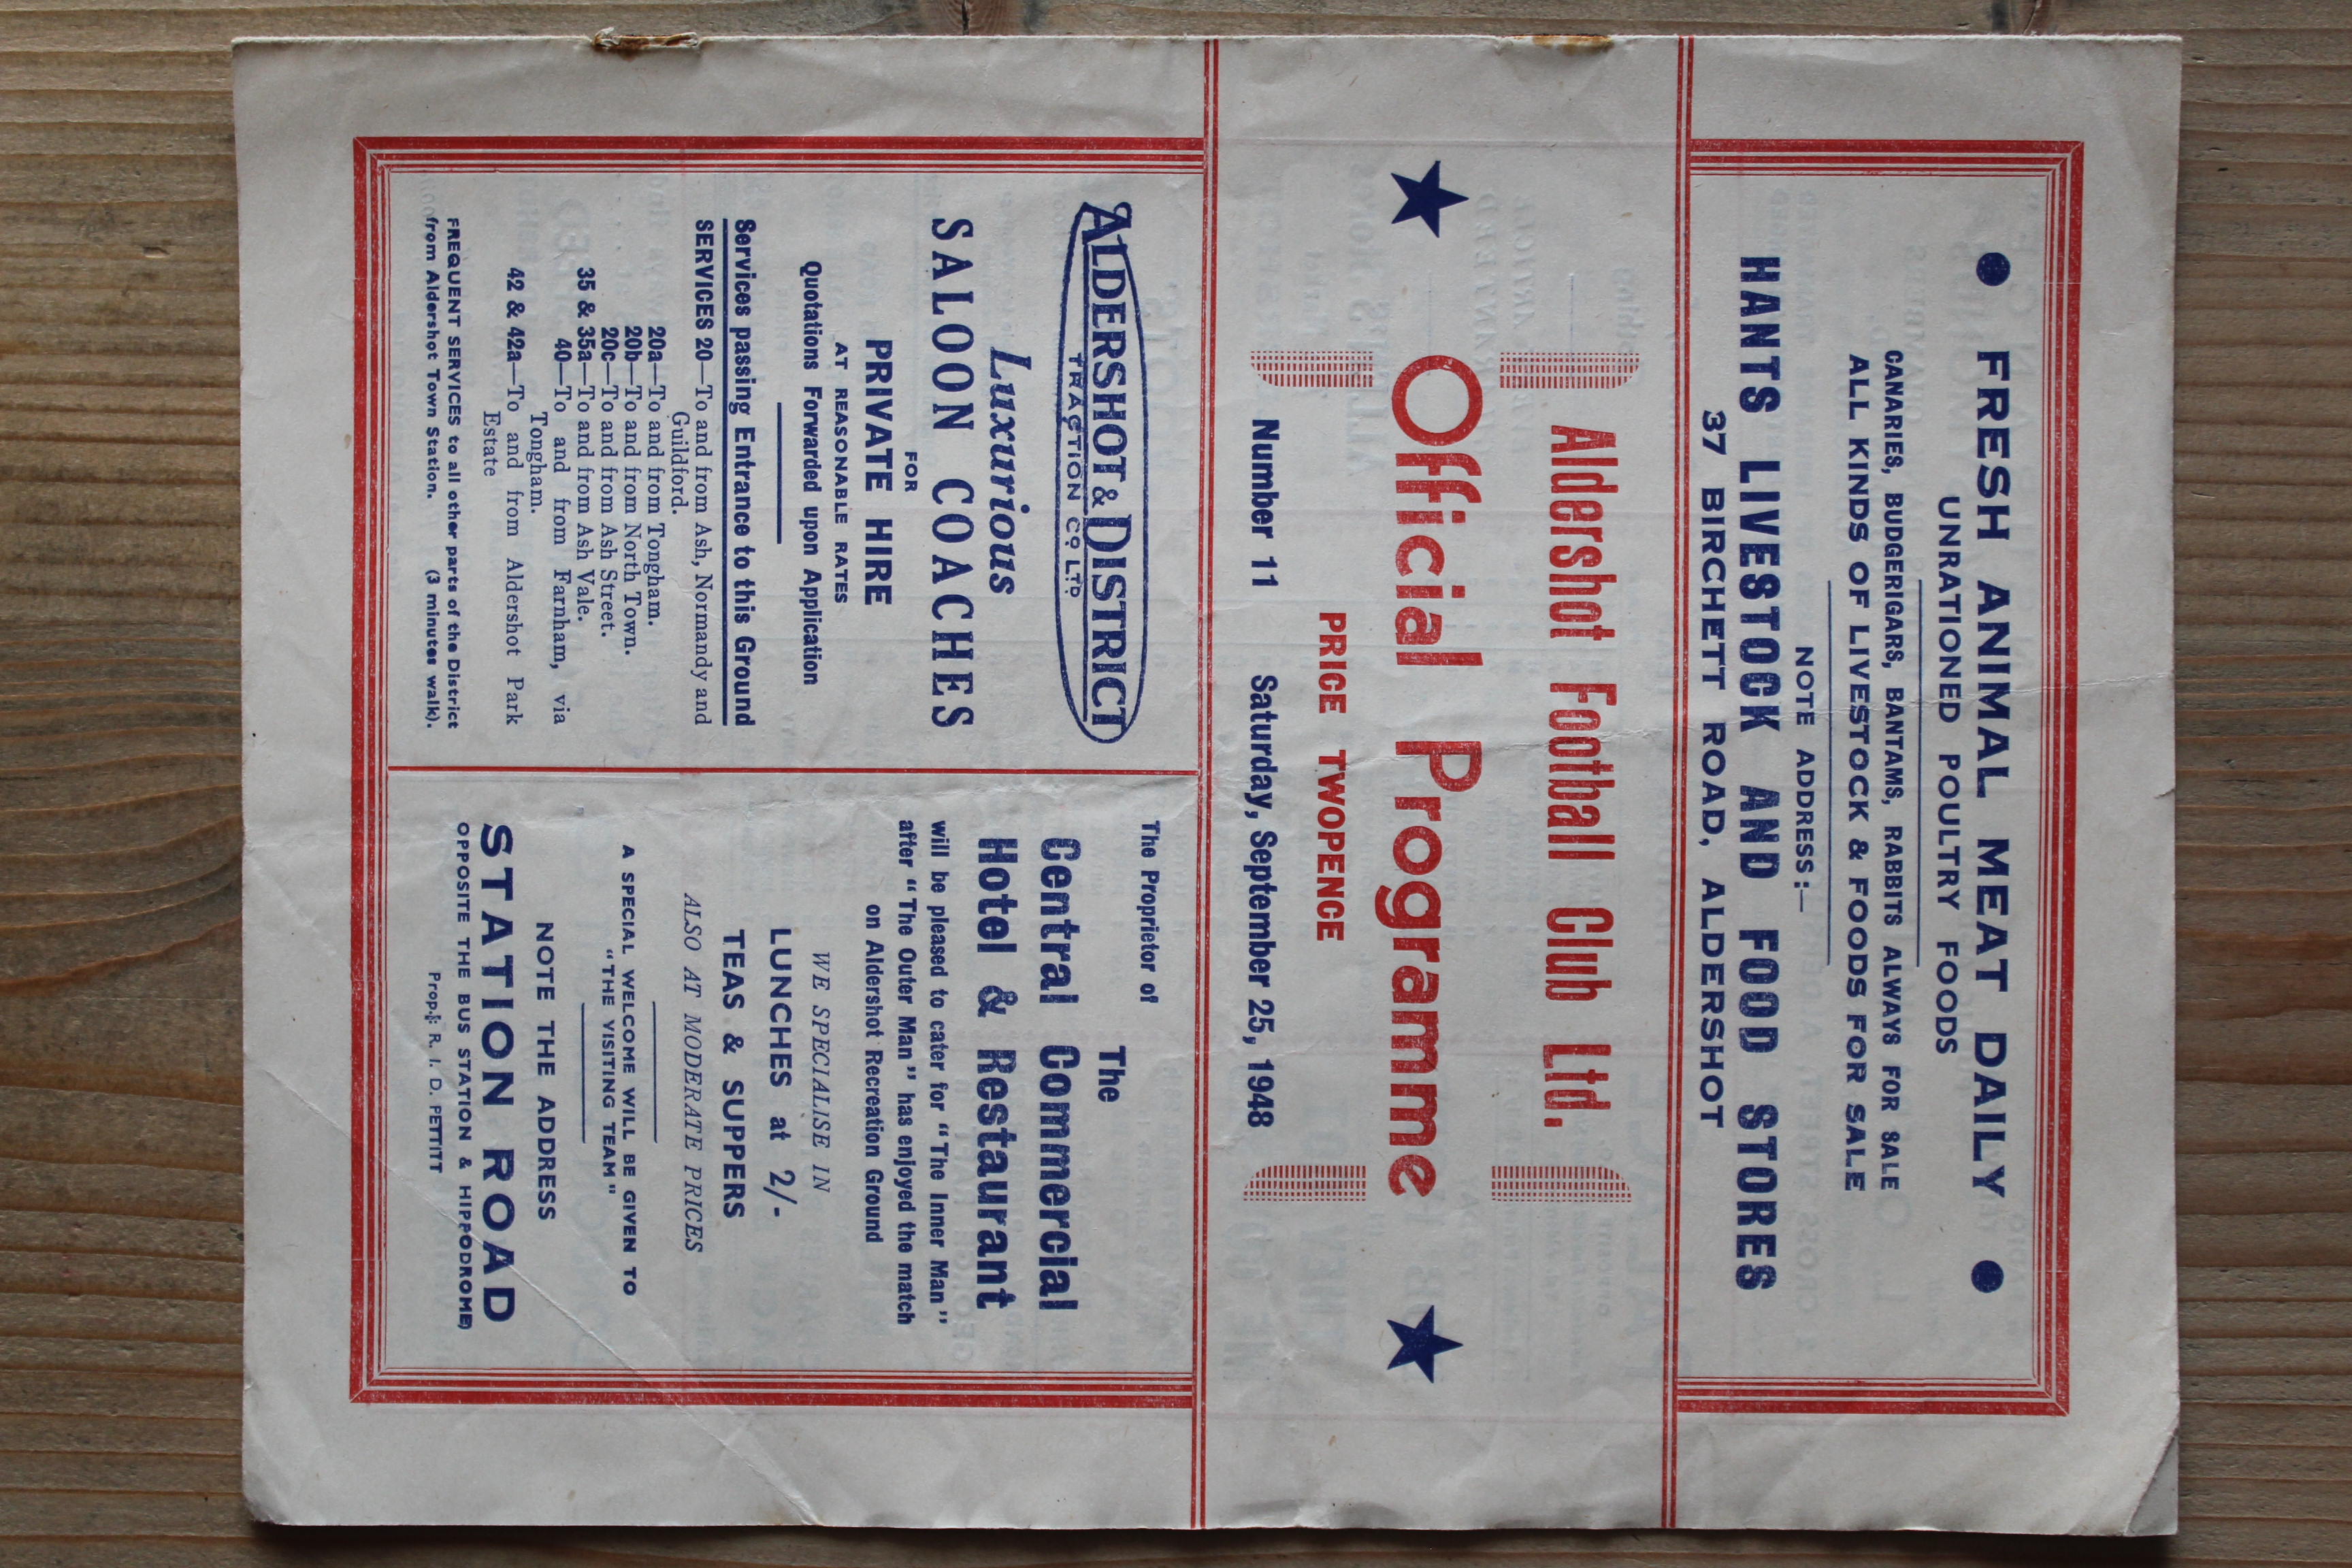 ● FRESH ANIMAL MEAT DAILY ●
UNRATIONED POULTRY FOODS
CANARIES, BUDGERIGARS, BANTAMS, RABBITS ALWAYS FOR SALE
ALL KINDS OF LIVESTOCK & FOODS FOR SALE
NOTE ADDRESS:—
HANTS LIVESTOCK AND FOOD STORES
37 BIRCHETT ROAD, ALDERSHOT
Aldershot Football Club Ltd.
★ Official Programme ★
PRICE TWOPENCE
Number 11 Saturday, September 25, 1948
ALDERSHOT & DISTRICT
TRACTION CO LTD.
Luxurious
SALOON COACHES
FOR
PRIVATE HIRE
AT REASONABLE RATES
Quotations Forwarded upon Application
Services passing Entrance to this Ground
SERVICES 20—To and from Ash, Normandy and
Guildford.
20a—To and from Tongham.
20b—To and from North Town.
20c—To and from Ash Street.
35 & 35a—To and from Ash Vale.
40—To and from Farnham, via
Tongham.
42 & 42a—To and from Aldershot Park
Estate
FREQUENT SERVICES to all other parts of the District
from Aldershot Town Station. (3 minutes walk).
The Proprietor of
The
Central Commercial
Hotel & Restaurant
will be pleased to cater for "The Inner Man"
after "The Outer Man" has enjoyed the match
on Aldershot Recreation Ground
WE SPECIALISE IN
LUNCHES at 2/-
TEAS & SUPPERS
ALSO AT MODERATE PRICES
A SPECIAL WELCOME WILL BE GIVEN TO
"THE VISITING TEAM"
NOTE THE ADDRESS
STATION ROAD
OPPOSITE THE BUS STATION & HIPPODROME)
Prop.: R. I. D. PETTITT